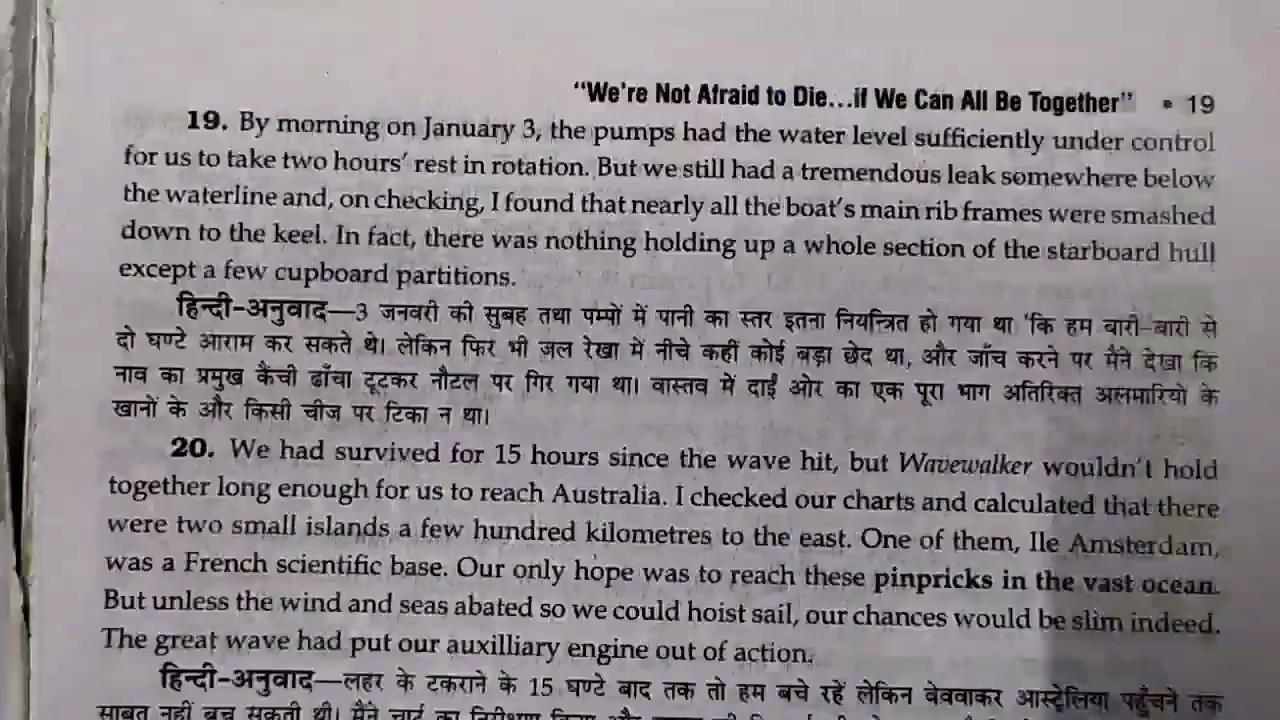 "We're Not Afraid to Die...if We Can All Be Together" • 19
19. By morning on January 3, the pumps had the water level sufficiently under control
for us to take two hours' rest in rotation. But we still had a tremendous leak somewhere below
the waterline and, on checking, I found that nearly all the boat's main rib frames were smashed
down to the keel. In fact, there was nothing holding up a whole section of the starboard hull
except a few cupboard partitions.
हिन्दी-अनुवाद—3 जनवरी की सुबह तथा पम्पों में पानी का स्तर इतना नियन्त्रित हो गया था 'कि हम बारी-बारी से
दो घण्टे आराम कर सकते थे। लेकिन फिर भी जल रेखा में नीचे कहीं कोई बड़ा छेद था, और जाँच करने पर मैंने देखा कि
नाव का प्रमुख कैंची ढाँचा टूटकर नौटल पर गिर गया था। वास्तव में दाईं ओर का एक पूरा भाग अतिरिक्त अलमारियो के
खानों के और किसी चीज पर टिका न था।
20. We had survived for 15 hours since the wave hit, but Wavewalker wouldn't hold
together long enough for us to reach Australia. I checked our charts and calculated that there
were two small islands a few hundred kilometres to the east. One of them, Ile Amsterdam,
was a French scientific base. Our only hope was to reach these pinpricks in the vast ocean.
But unless the wind and seas abated so we could hoist sail, our chances would be slim indeed.
The great wave had put our auxilliary engine out of action.
हिन्दी-अनुवाद—लहर के टकराने के 15 घण्टे बाद तक तो हम बचे रहें लेकिन वेववाकर आस्ट्रेलिया पहुँचने तक
साबुत नहीं बच सकती थी। मैंने चार्ट का निरीक्षण किया और